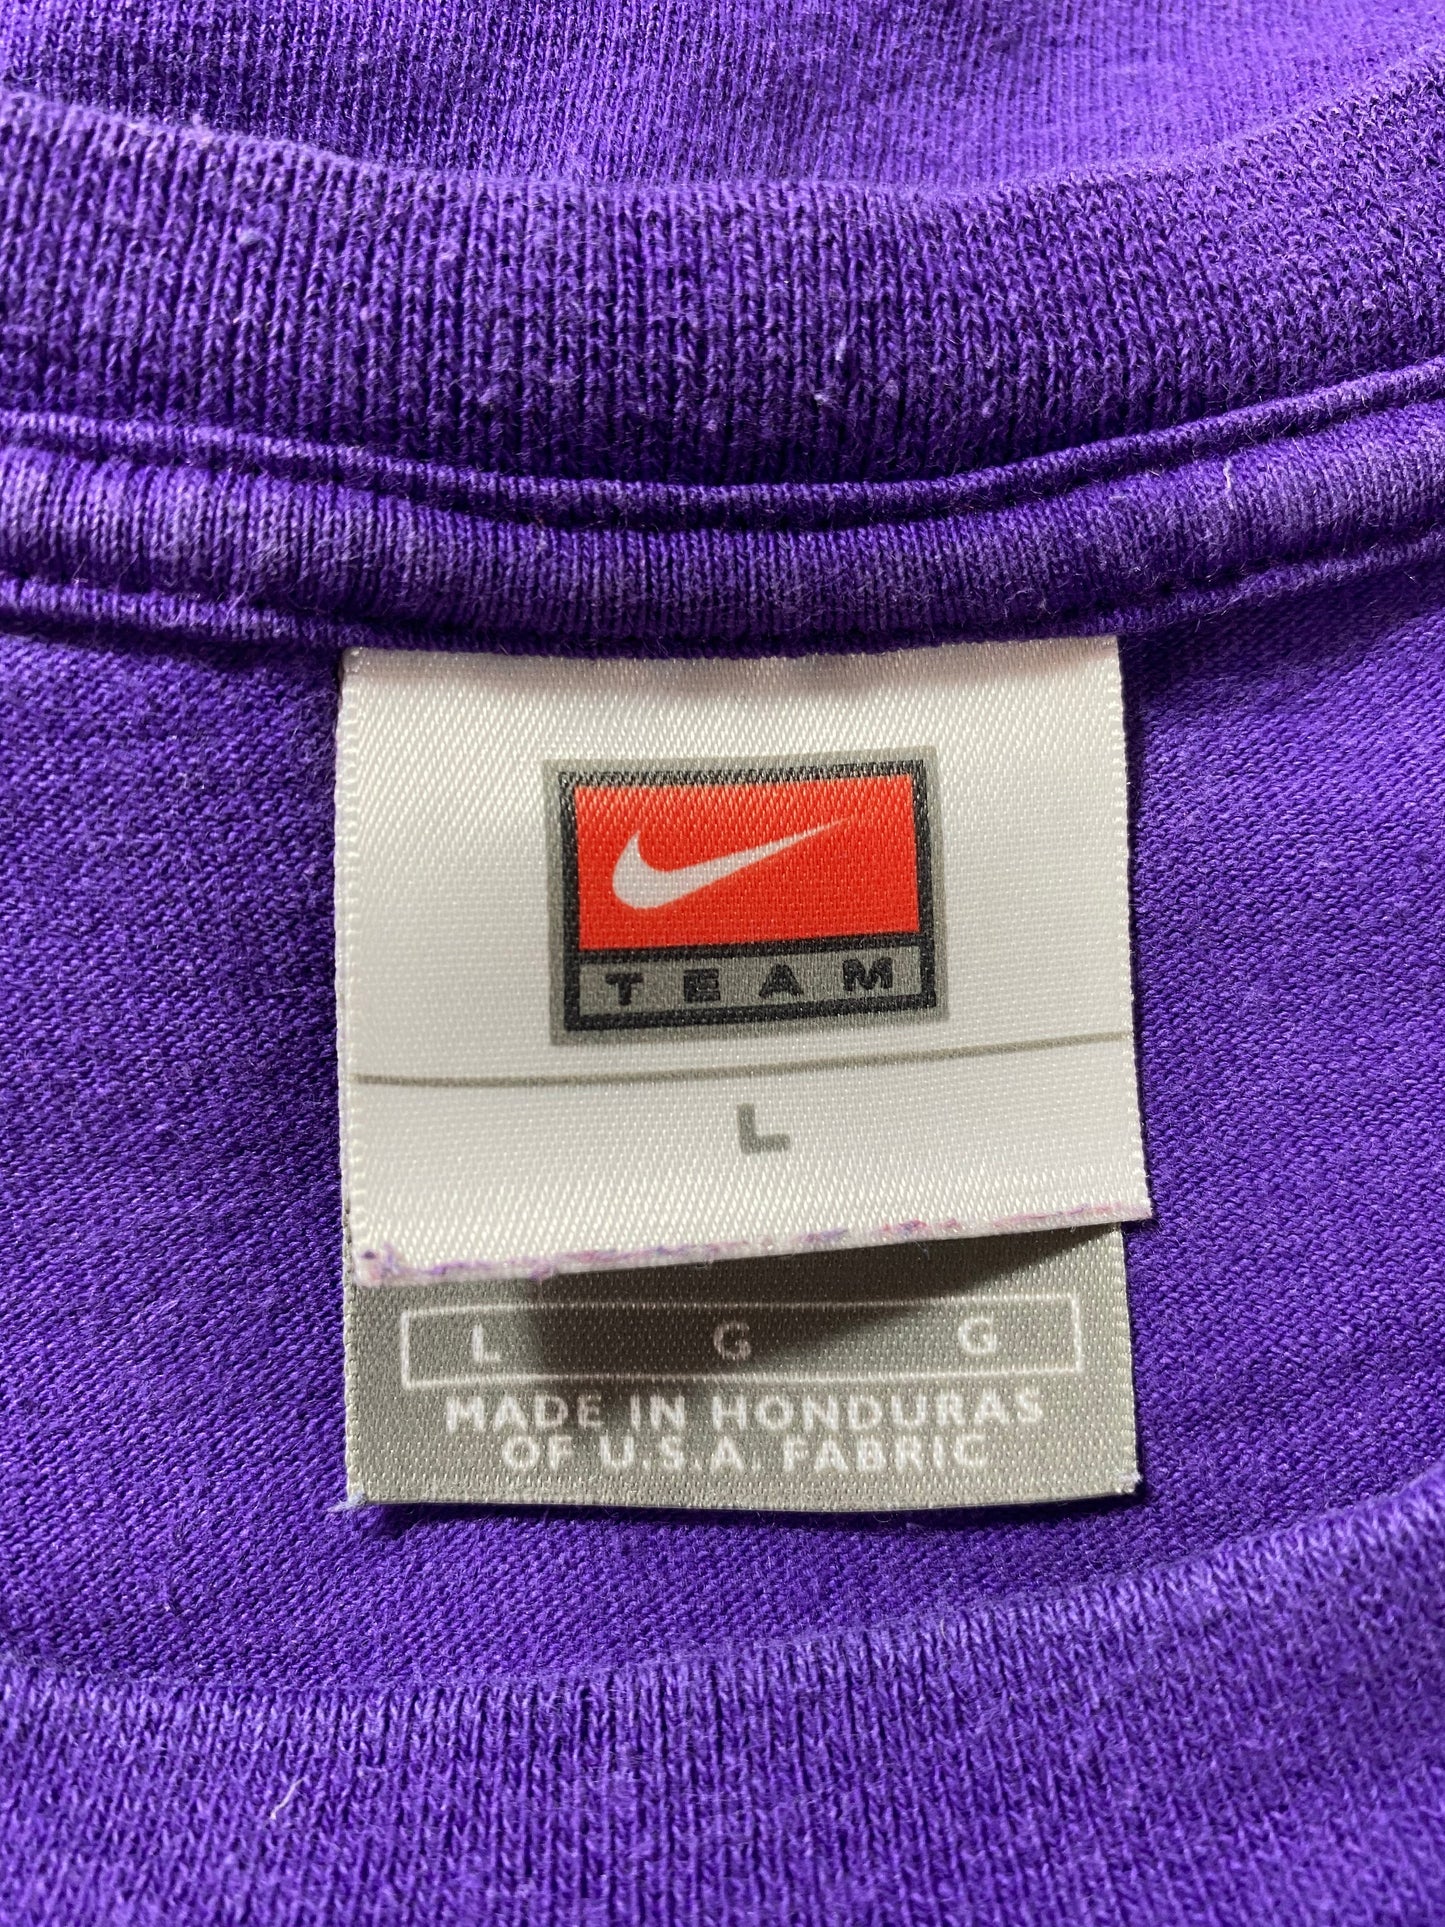 TEAM
L
L G G
MADE IN HONDURAS
OF U.S.A. FABRIC